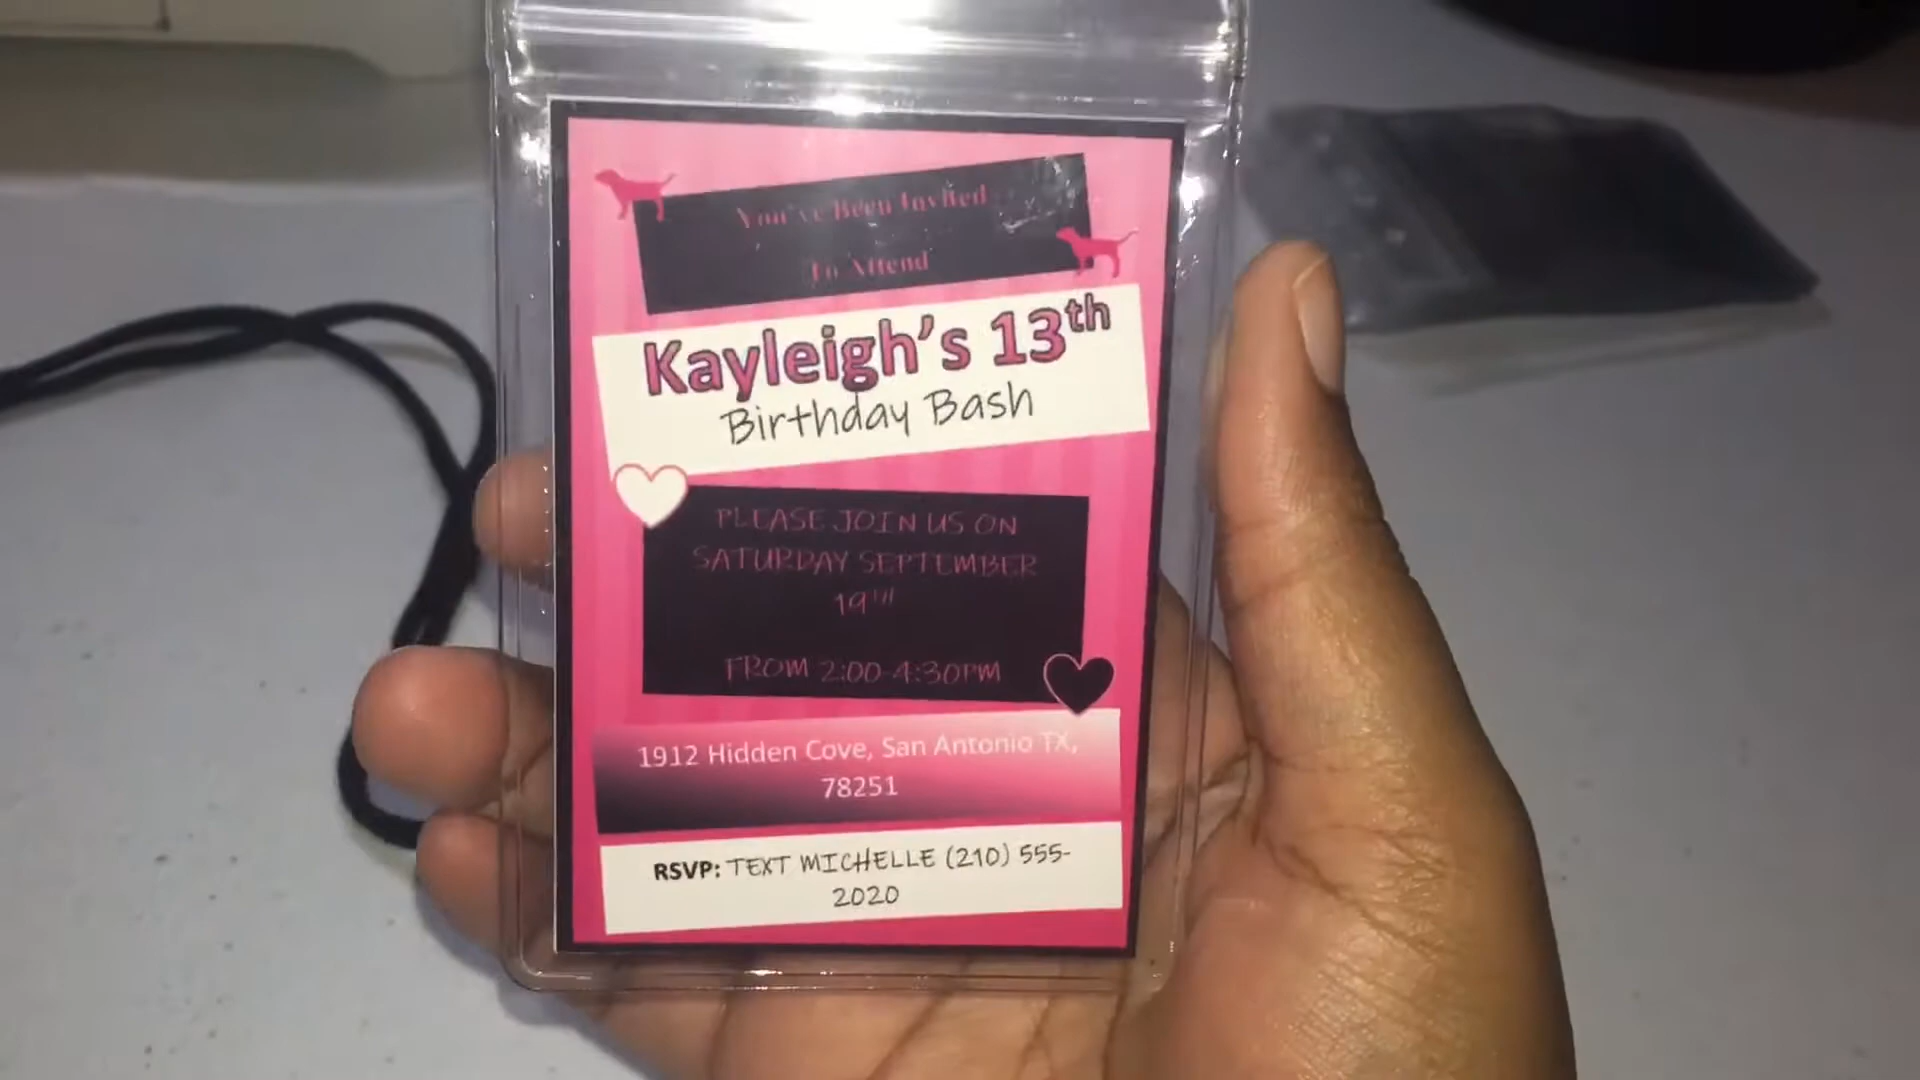 You've Been Invited
To Attend
Kayleigh's 13th
Birthday Bash
PLEASE JOIN US ON
SATURDAY SEPTEMBER
19TH
FROM 2:00-4:30PM
1912 Hidden Cove, San Antonio TX,
78251
RSVP: TEXT MICHELLE (210) 555-
2020